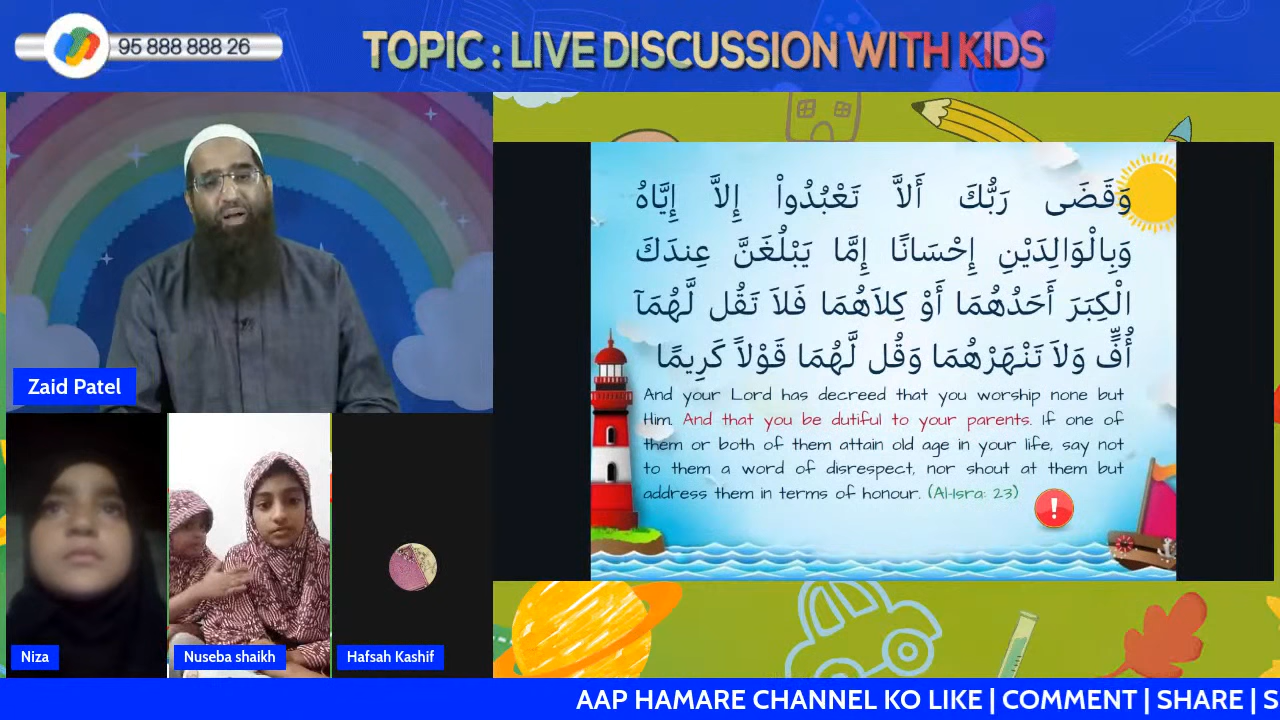 95 888 888 26
TOPIC : LIVE DISCUSSION WITH KIDS
Zaid Patel
وَقَضَى رَبُّكَ أَلاَّ تَعْبُدُواْ إِلاَّ إِيَّاهُ
وَبِالْوَالِدَيْنِ إِحْسَانًا إِمَّا يَبْلُغَنَّ عِندَكَ
الْكِبَرَ أَحَدُهُمَا أَوْ كِلاَهُمَا فَلاَ تَقُل لَّهُمَآ
أُفٍّ وَلاَ تَنْهَرْهُمَا وَقُل لَّهُمَا قَوْلاً كَرِيمًا
And your Lord has decreed that you worship none but
Him. And that you be dutiful to your parents. If one of
them or both of them attain old age in your life, say not
to them a word of disrespect, nor shout at them but
address them in terms of honour. (Al-Isra: 23)
!
Niza
Nuseba shaikh
Hafsah Kashif
AAP HAMARE CHANNEL KO LIKE | COMMENT | SHARE | S